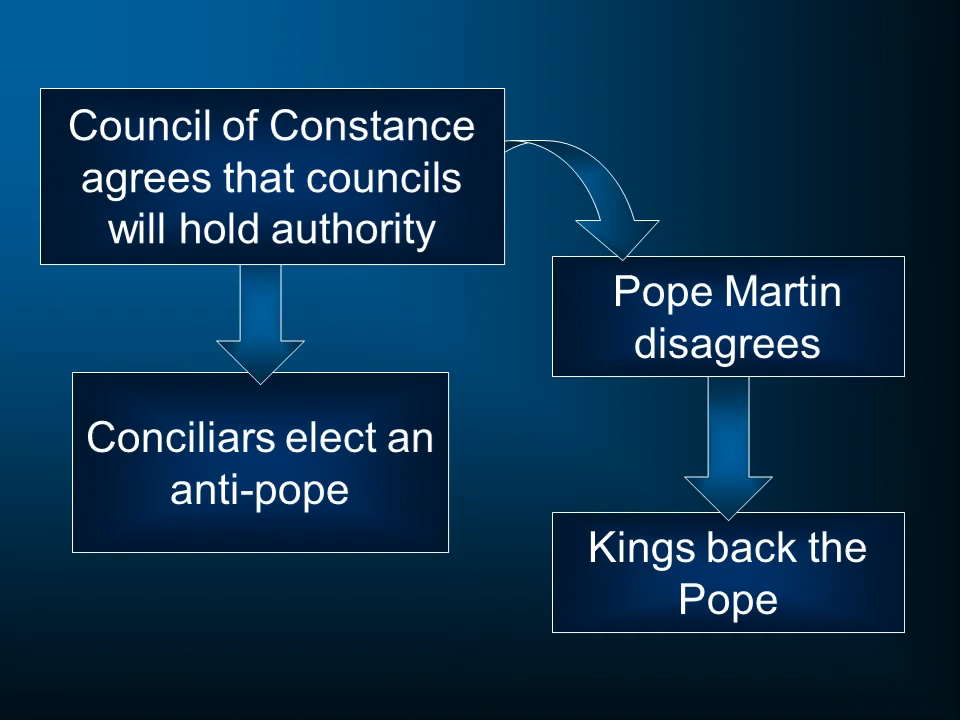 Council of Constance
agrees that councils
will hold authority
Pope Martin
disagrees
Conciliars elect an
anti-pope
Kings back the
Pope